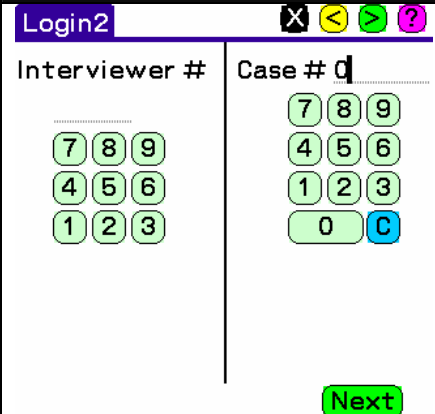 Login2 X < > ?
Interviewer #
7 8 9
4 5 6
1 2 3
Case # 0
7 8 9
4 5 6
1 2 3
0 C
Next